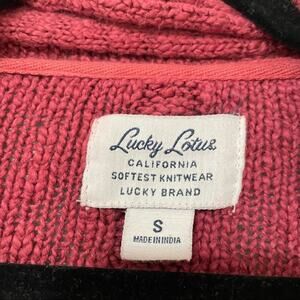 Lucky Lotus
CALIFORNIA
SOFTEST KNITWEAR
LUCKY BRAND
S
MADE IN INDIA